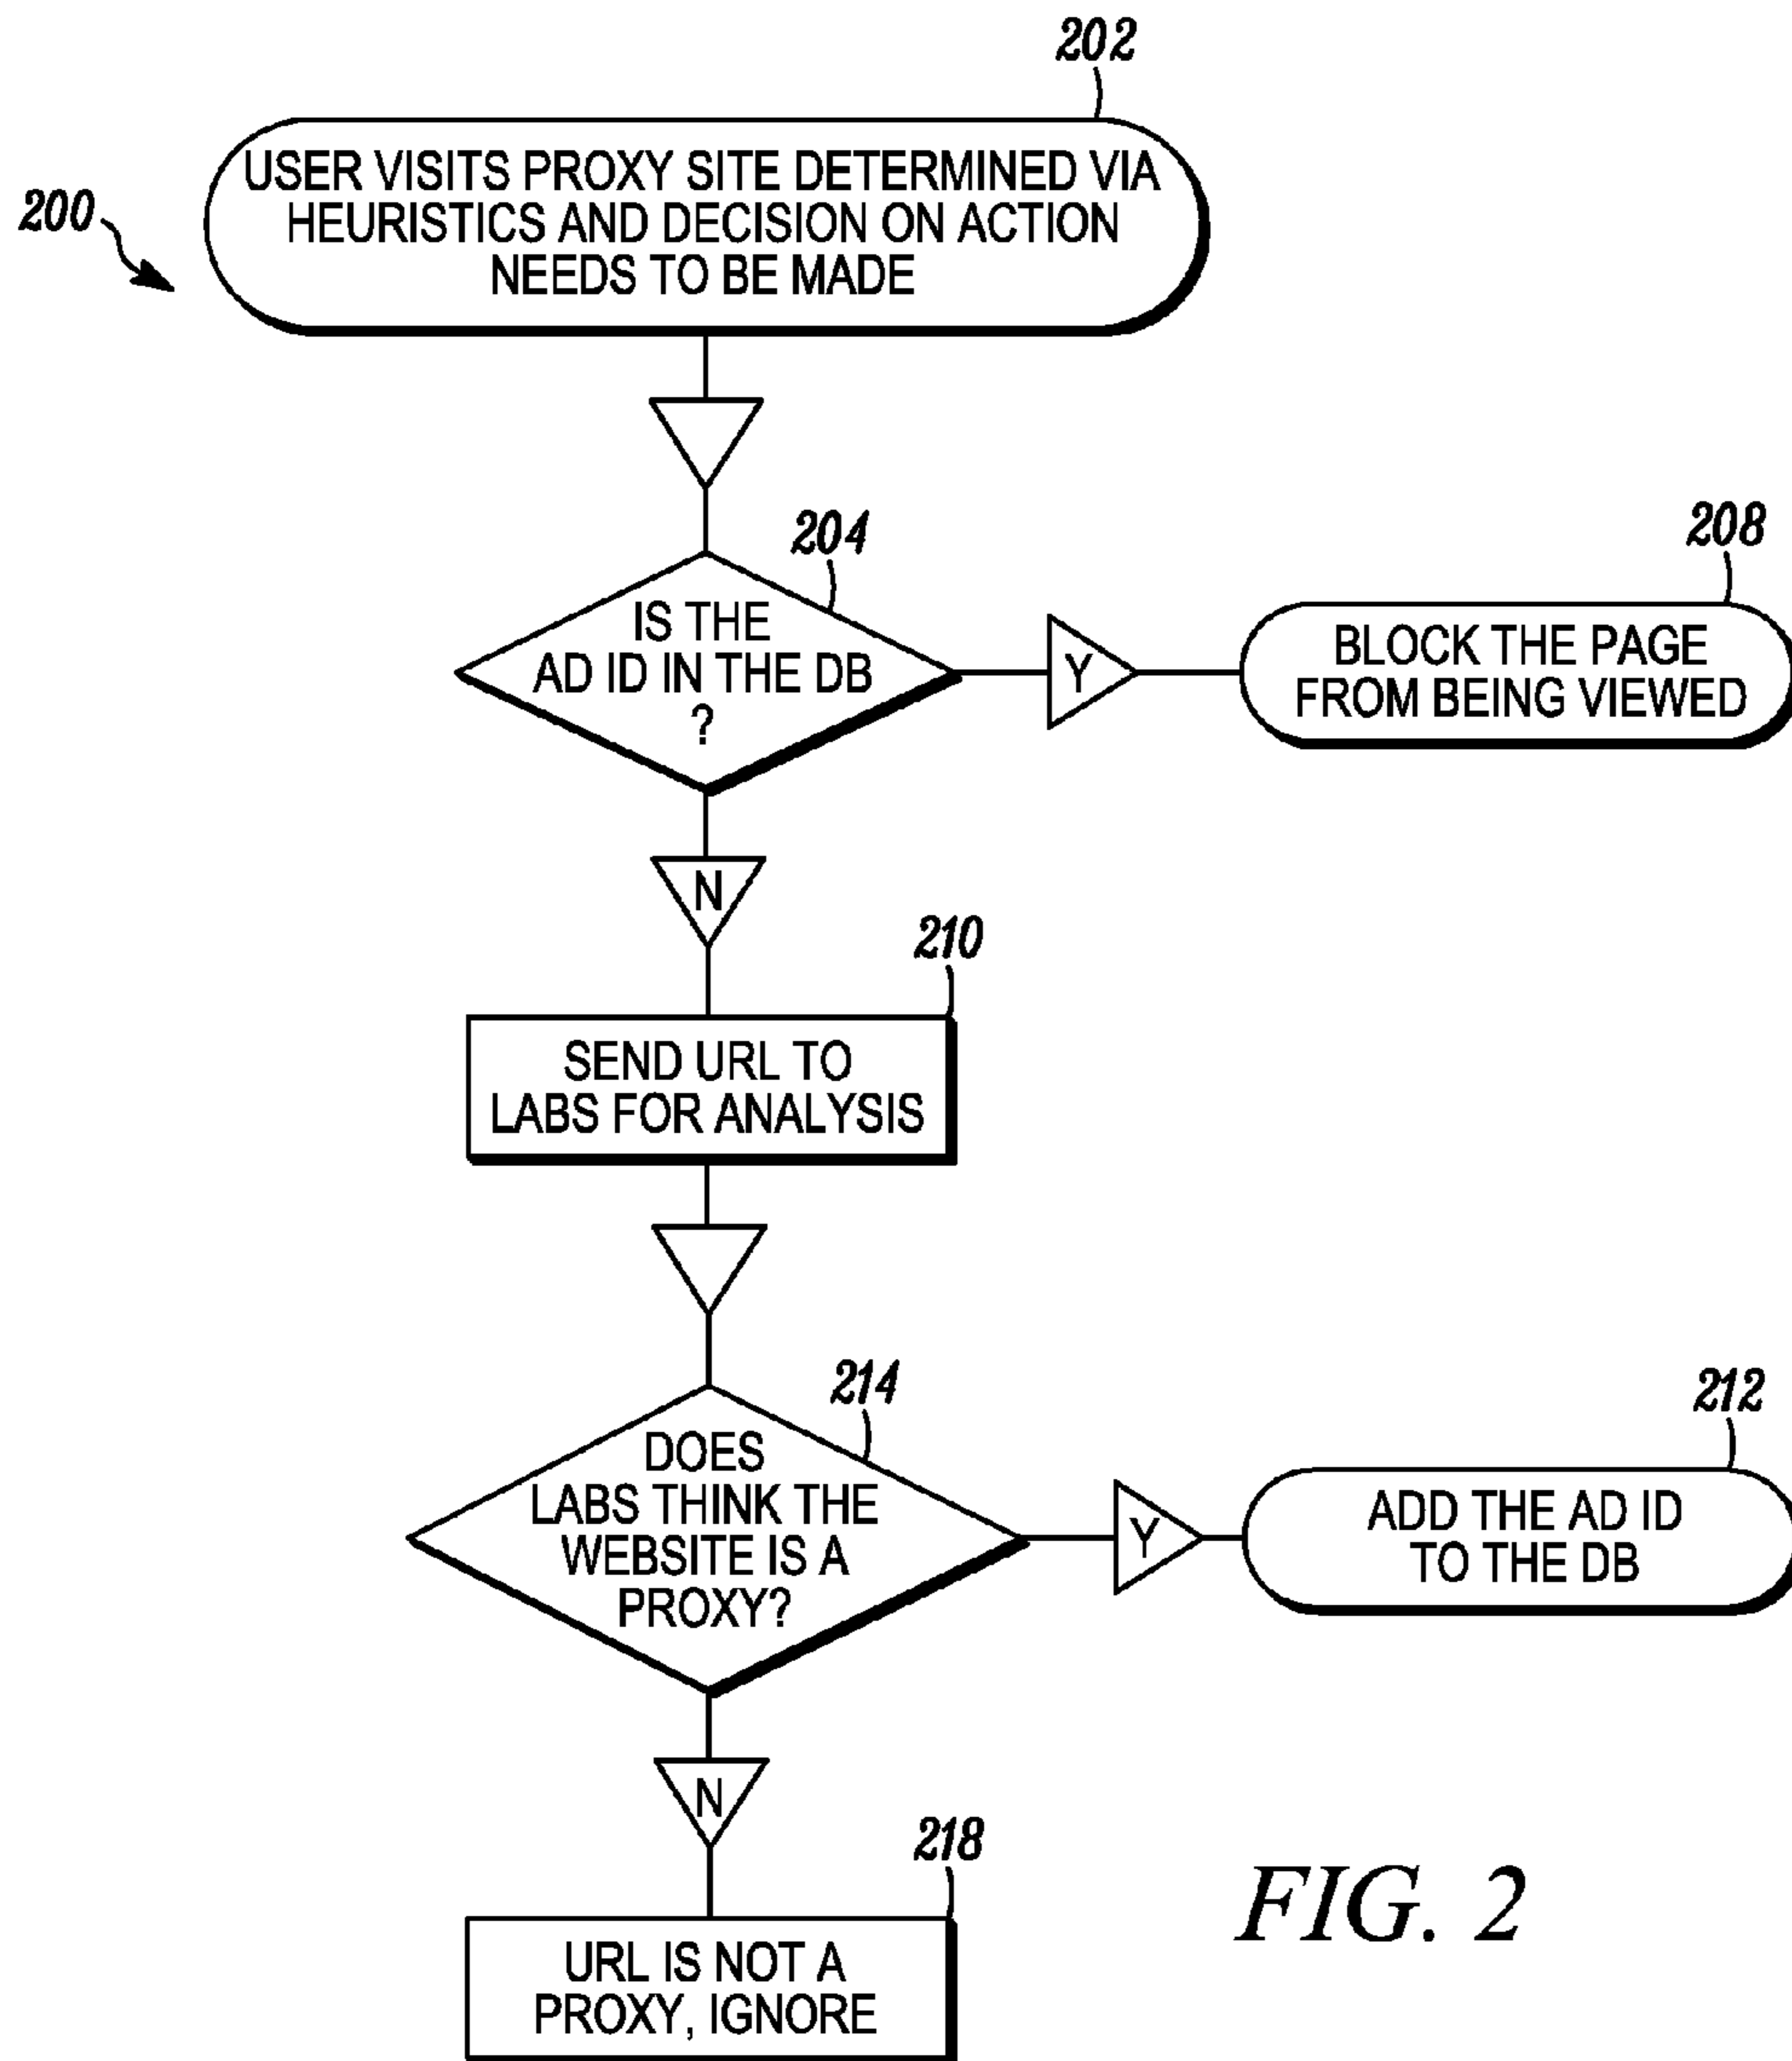 202
200
USER VISITS PROXY SITE DETERMINED VIA
HEURISTICS AND DECISION ON ACTION
NEEDS TO BE MADE
204
IS THE
AD ID IN THE DB
?
Y
208
BLOCK THE PAGE
FROM BEING VIEWED
N
210
SEND URL TO
LABS FOR ANALYSIS
214
DOES
LABS THINK THE
WEBSITE IS A
PROXY?
Y
212
ADD THE AD ID
TO THE DB
N
218
URL IS NOT A
PROXY, IGNORE
FIG. 2